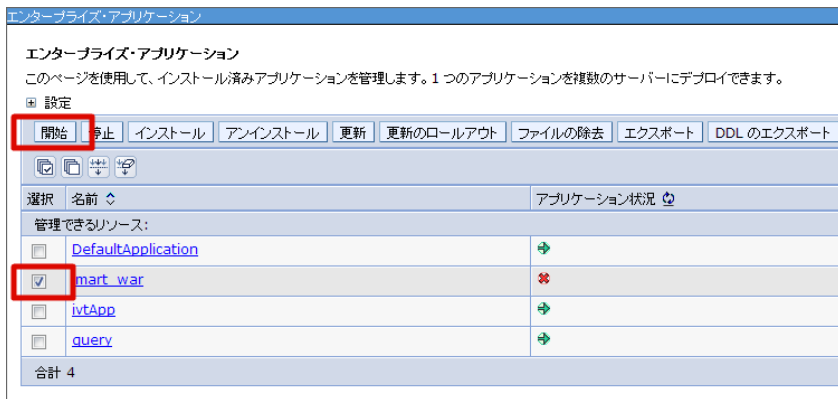 エンタープライズ・アプリケーション
エンタープライズ・アプリケーション
このページを使用して、インストール済みアプリケーションを管理します。1 つのアプリケーションを複数のサーバーにデプロイできます。
設定
開始 停止 インストール アンインストール 更新 更新のロールアウト ファイルの除去 エクスポート DDL のエクスポート
選択 名前 アプリケーション状況
管理できるリソース:
DefaultApplication
imart_war
ivtApp
query
合計 4